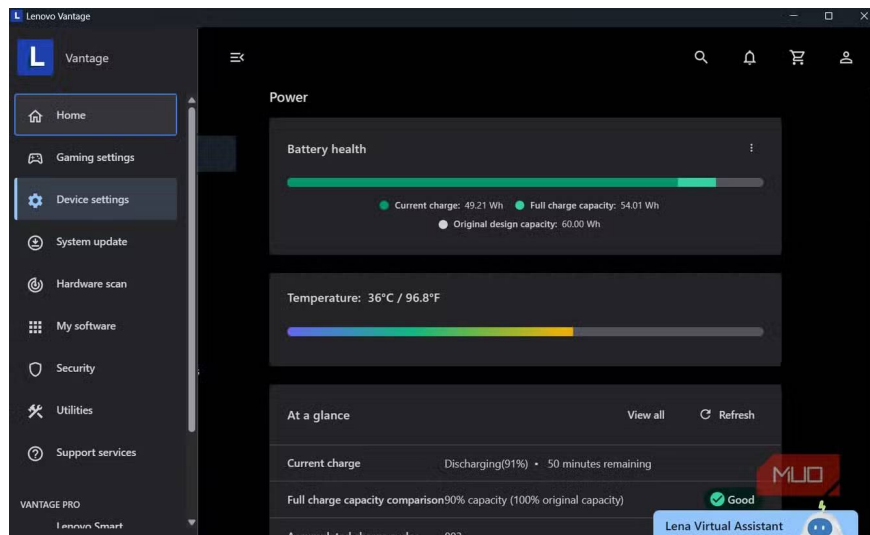 L Lenovo Vantage
L Vantage
Home
Gaming settings
Device settings
System update
Hardware scan
My software
Security
Utilities
Support services
VANTAGE PRO
Lenovo Smart
Power
Battery health
Current charge: 49.21 Wh Full charge capacity: 54.01 Wh
Original design capacity: 60.00 Wh
Temperature: 36°C / 96.8°F
At a glance View all Refresh
Current charge Discharging(91%) • 50 minutes remaining
Full charge capacity comparison90% capacity (100% original capacity) Good
MUO
Lena Virtual Assistant